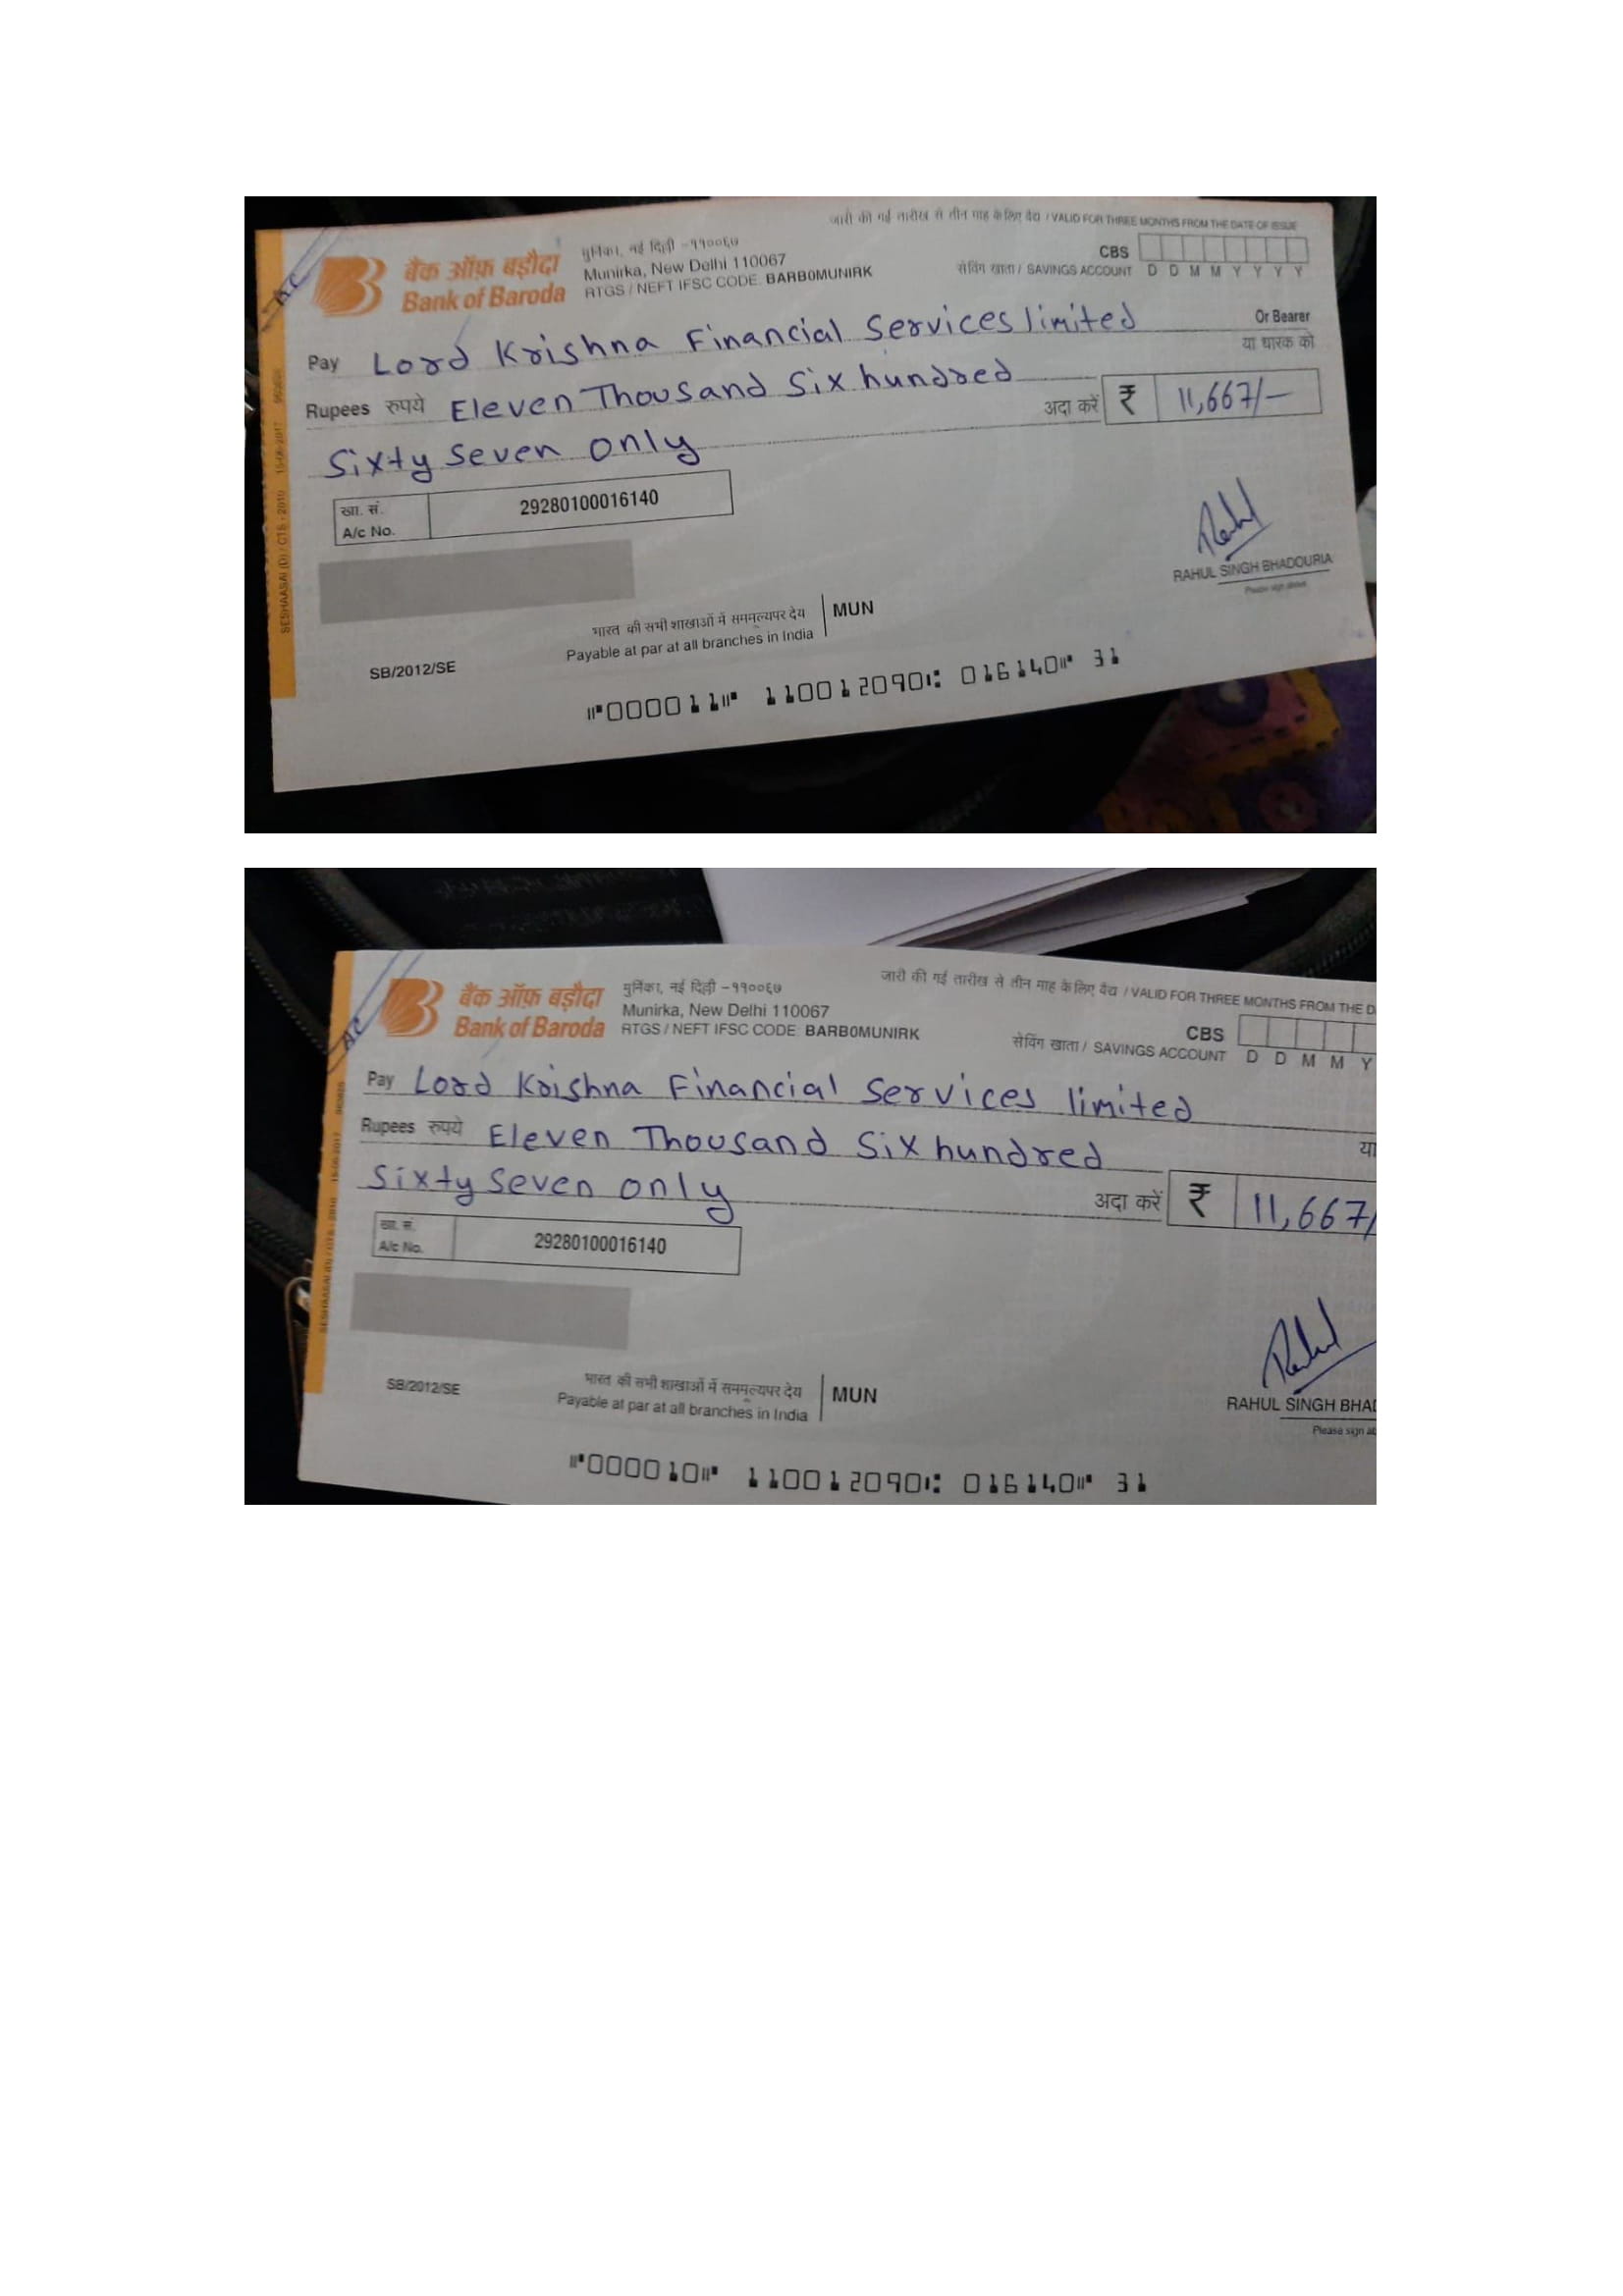 जारी की गई तारीख से तीन माह के लिए वैद्य / VALID FOR THREE MONTHS FROM THE DATE OF ISSUE
AC
बैंक ऑफ़ बड़ौदा
Bank of Baroda
मुनिंका, नई दिल्ली -११००६७
Munirka, New Delhi 110067
RTGS / NEFT IFSC CODE: BARB0MUNIRK
CBS
सेविंग खाता / SAVINGS ACCOUNT D D M M Y Y Y Y
Pay Lord Krishna Financial Services limited Or Bearer
या धारक को
Rupees रुपये Eleven Thousand Six hundred
अदा करें ₹ 11,667/-
Sixty Seven only
खा. सं.
A/c No. 29280100016140
RAHUL SINGH BHADOURIA
Please sign above
भारत की सभी शाखाओं में सममूल्यपर देय MUN
Payable at par at all branches in India
SB/2012/SE
⑈000011⑈ 110012090⑆ 016140⑈ 31
जारी की गई तारीख से तीन माह के लिए वैद्य / VALID FOR THREE MONTHS FROM THE D
AC
बैंक ऑफ़ बड़ौदा
Bank of Baroda
मुनिंका, नई दिल्ली -११००६७
Munirka, New Delhi 110067
RTGS / NEFT IFSC CODE: BARB0MUNIRK
CBS
सेविंग खाता / SAVINGS ACCOUNT D D M M Y
Pay Lord Krishna Financial Services limited
या
Rupees रुपये Eleven Thousand Six hundred
Sixty Seven only
अदा करें ₹ 11,667/
खा. सं.
A/c No. 29280100016140
RAHUL SINGH BHA
Please sign
भारत की सभी शाखाओं में सममूल्यपर देय MUN
Payable at par at all branches in India
SB/2012/SE
⑈000010⑈ 110012090⑆ 016140⑈ 31